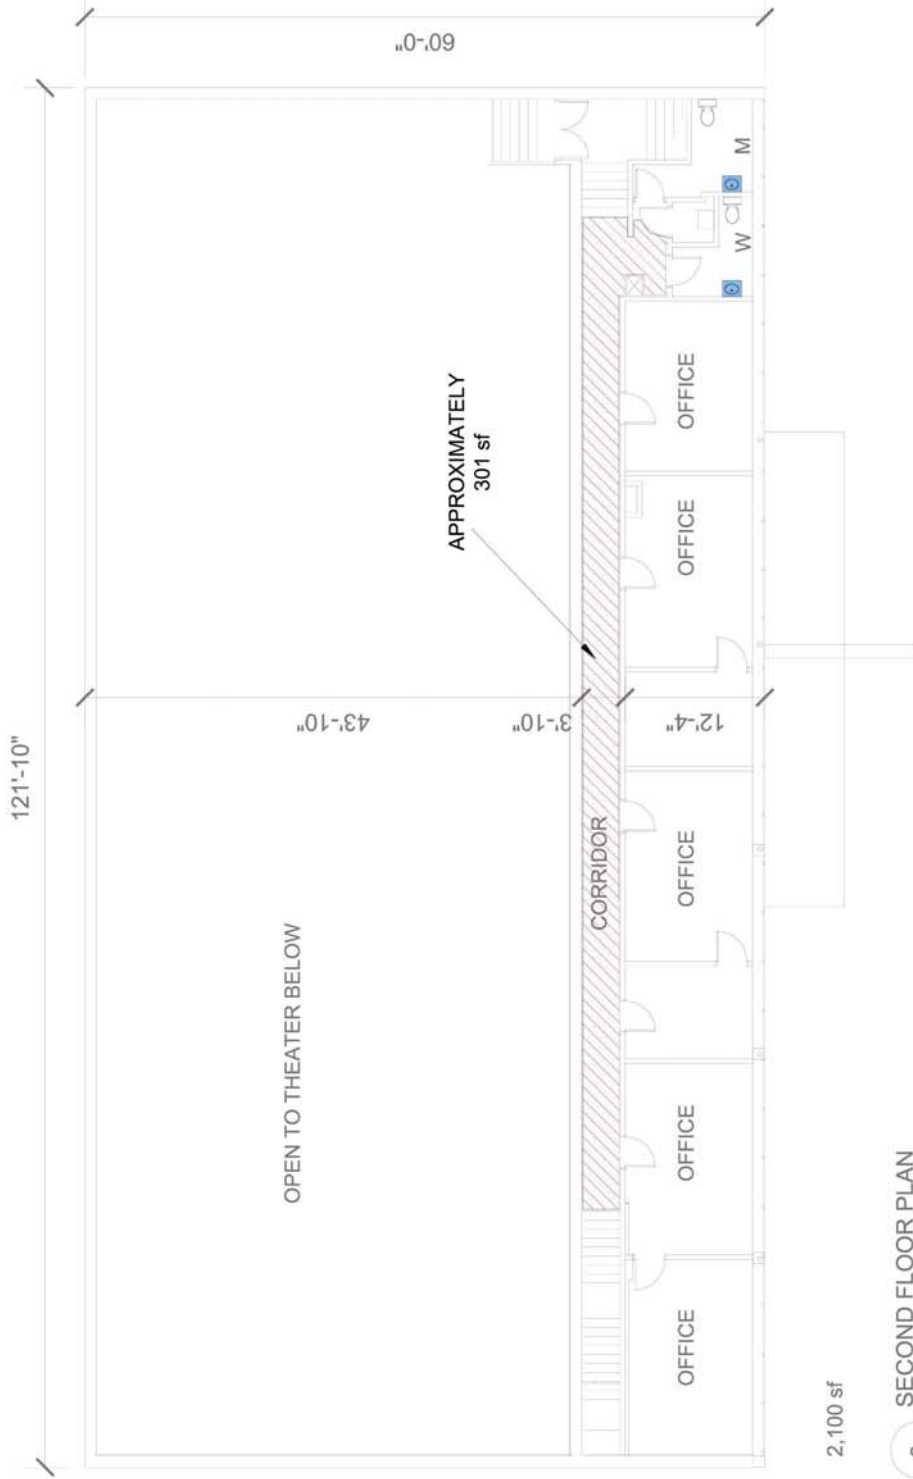 121'-10"
60'-0"
OPEN TO THEATER BELOW
43'-10"
3'-10"
12'-4"
APPROXIMATELY
301 sf
CORRIDOR
OFFICE
OFFICE
OFFICE
OFFICE
OFFICE
W
M
2,100 sf
SECOND FLOOR PLAN